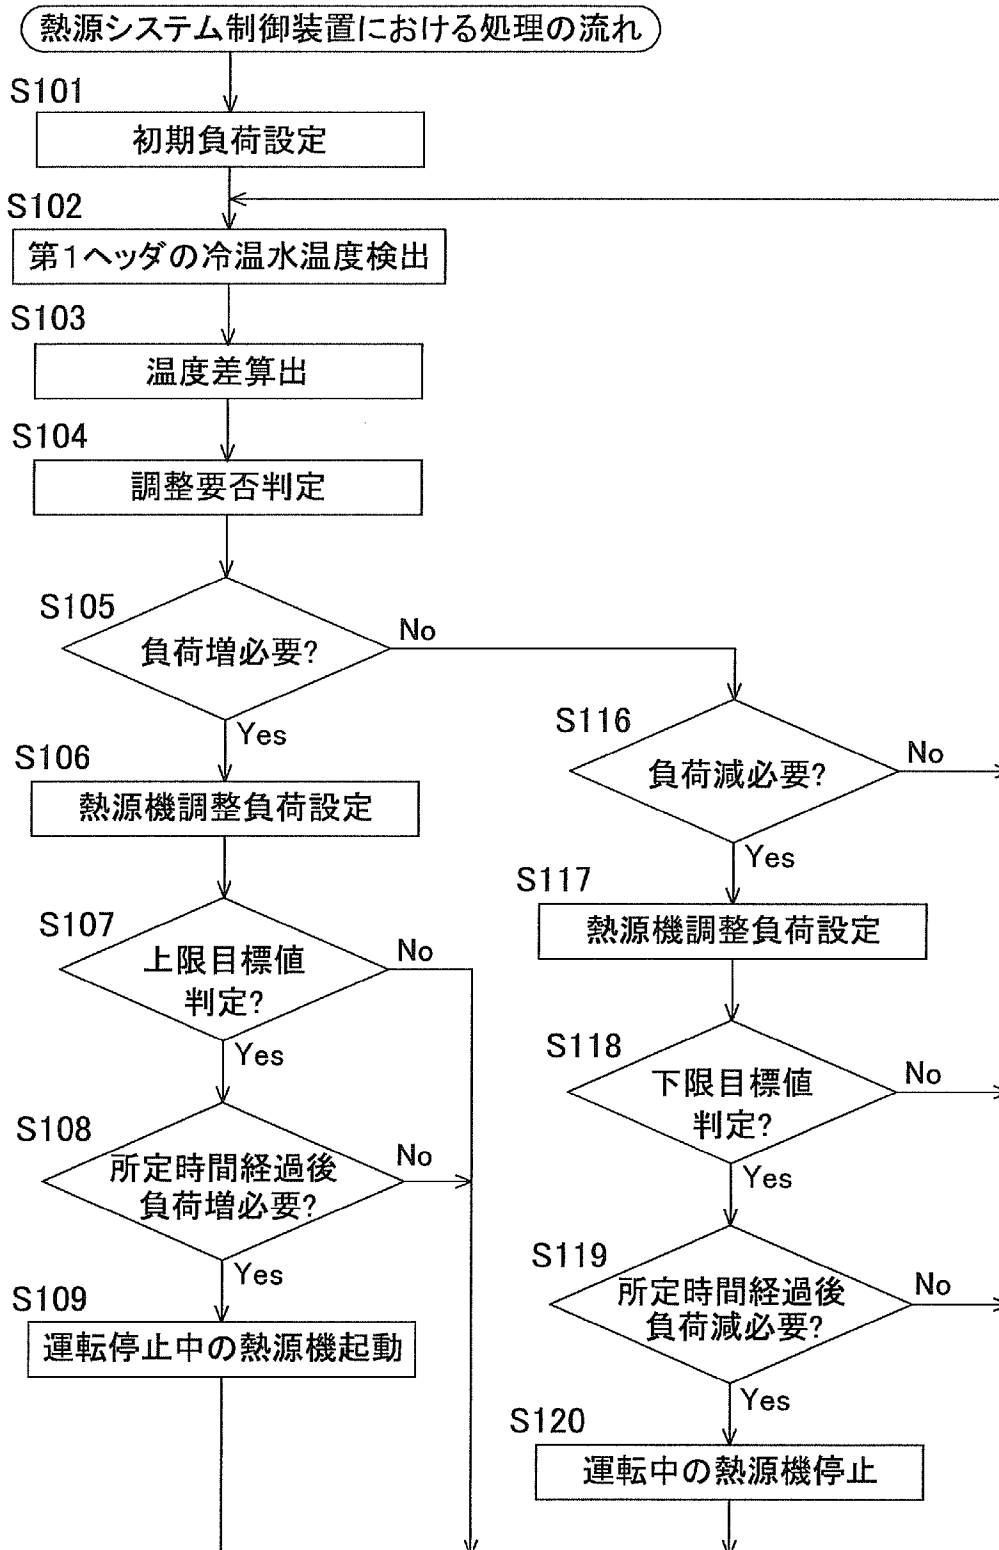 熱源システム制御装置における処理の流れ
S101
初期負荷設定
S102
第1ヘッダの冷温水温度検出
S103
温度差算出
S104
調整要否判定
S105
負荷増必要?
No
Yes
S106
熱源機調整負荷設定
S107
上限目標値
判定?
No
Yes
S108
所定時間経過後
負荷増必要?
No
Yes
S109
運転停止中の熱源機起動
S116
負荷減必要?
No
Yes
S117
熱源機調整負荷設定
S118
下限目標値
判定?
No
Yes
S119
所定時間経過後
負荷減必要?
No
Yes
S120
運転中の熱源機停止